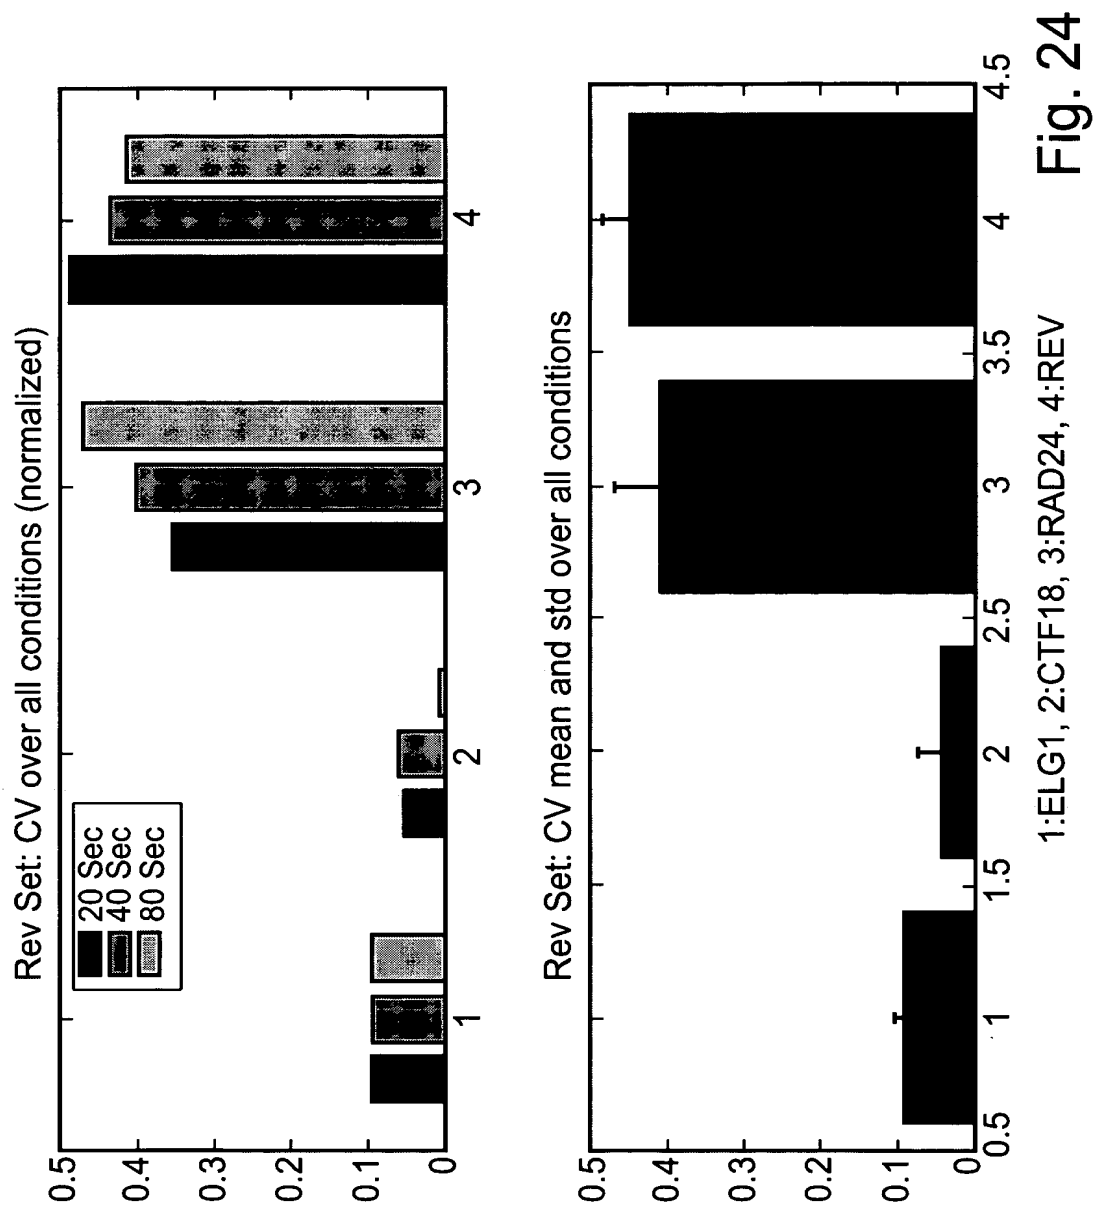 Rev Set: CV over all conditions (normalized)
0.5
0.4
0.3
0.2
0.1
0
20 Sec
40 Sec
80 Sec
1 2 3 4
Rev Set: CV mean and std over all conditions
0.5
0.4
0.3
0.2
0.1
0
0.5 1 1.5 2 2.5 3 3.5 4 4.5
1:ELG1, 2:CTF18, 3:RAD24, 4:REV
Fig. 24